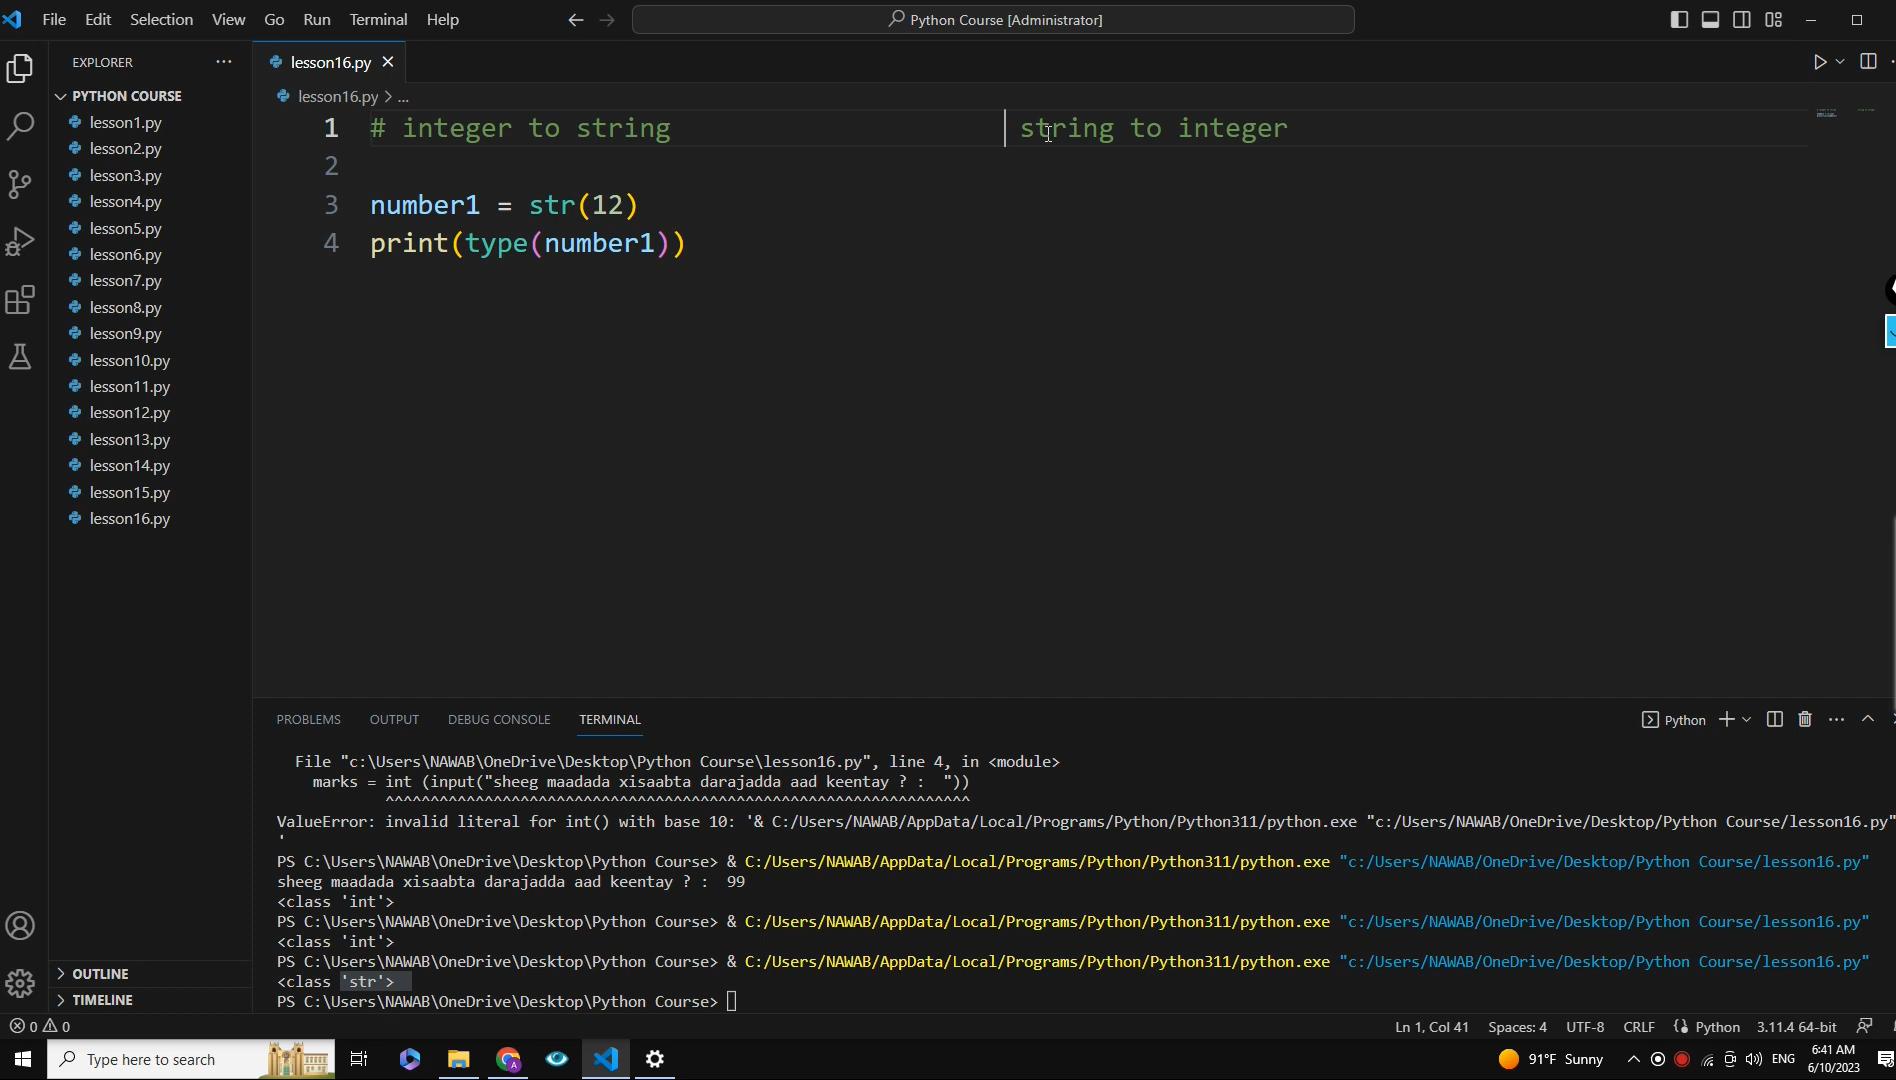 File Edit Selection View Go Run Terminal Help
Python Course [Administrator]
EXPLORER
lesson16.py
PYTHON COURSE
lesson16.py > ...
lesson1.py
lesson2.py
lesson3.py
lesson4.py
lesson5.py
lesson6.py
lesson7.py
lesson8.py
lesson9.py
lesson10.py
lesson11.py
lesson12.py
lesson13.py
lesson14.py
lesson15.py
lesson16.py
OUTLINE
TIMELINE
1 # integer to string string to integer
2
3 number1 = str(12)
4 print(type(number1))
PROBLEMS OUTPUT DEBUG CONSOLE TERMINAL
Python
File "c:\Users\NAWAB\OneDrive\Desktop\Python Course\lesson16.py", line 4, in <module>
marks = int (input("sheeg maadada xisaabta darajadda aad keentay ? :  "))
^^^^^^^^^^^^^^^^^^^^^^^^^^^^^^^^^^^^^^^^^^^^^^^^^^^^^^^^^^^^^^^^^
ValueError: invalid literal for int() with base 10: '& C:/Users/NAWAB/AppData/Local/Programs/Python/Python311/python.exe "c:/Users/NAWAB/OneDrive/Desktop/Python Course/lesson16.py"
'
PS C:\Users\NAWAB\OneDrive\Desktop\Python Course> & C:/Users/NAWAB/AppData/Local/Programs/Python/Python311/python.exe "c:/Users/NAWAB/OneDrive/Desktop/Python Course/lesson16.py"
sheeg maadada xisaabta darajadda aad keentay ? :  99
<class 'int'>
PS C:\Users\NAWAB\OneDrive\Desktop\Python Course> & C:/Users/NAWAB/AppData/Local/Programs/Python/Python311/python.exe "c:/Users/NAWAB/OneDrive/Desktop/Python Course/lesson16.py"
<class 'int'>
PS C:\Users\NAWAB\OneDrive\Desktop\Python Course> & C:/Users/NAWAB/AppData/Local/Programs/Python/Python311/python.exe "c:/Users/NAWAB/OneDrive/Desktop/Python Course/lesson16.py"
<class 'str'>
PS C:\Users\NAWAB\OneDrive\Desktop\Python Course>
0 0 Ln 1, Col 41 Spaces: 4 UTF-8 CRLF Python 3.11.4 64-bit
Type here to search 91°F Sunny ENG 6:41 AM
6/10/2023